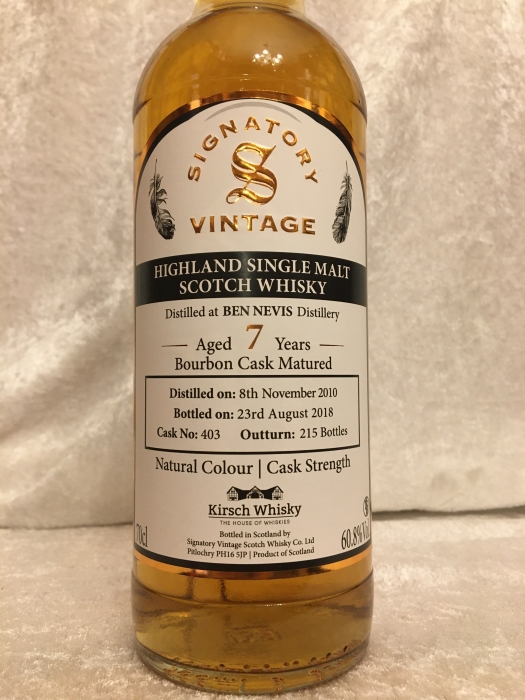 SIGNATORY
S
VINTAGE
HIGHLAND SINGLE MALT
SCOTCH WHISKY
Distilled at BEN NEVIS Distillery
Aged 7 Years
Bourbon Cask Matured
Distilled on: 8th November 2010
Bottled on: 23rd August 2018
Cask No: 403 Outturn: 215 Bottles
Natural Colour | Cask Strength
Kirsch Whisky
THE HOUSE OF WHISKIES
Bottled in Scotland by
Signatory Vintage Scotch Whisky Co. Ltd
Pitlochry PH16 5JP | Product of Scotland
70cl
60.8%Vol